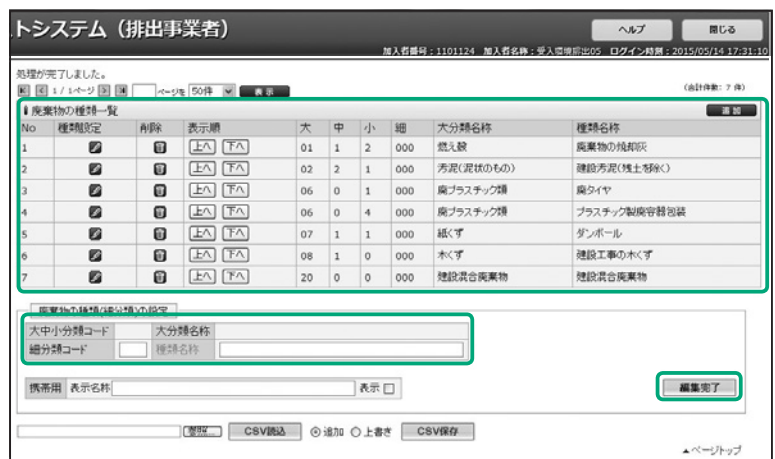 トシステム（排出事業者）
ヘルプ 閉じる
加入者番号：1101124 加入者名称：受入環境排出05 ログイン時間：2015/05/14 17:31:10
処理が完了しました。
1 / 1ページ ページを 50件 表示 (合計件数: 7 件)
廃棄物の種類一覧 追加
No 種類設定 削除 表示順 大 中 小 細 大分類名称 種類名称
1 上へ 下へ 01 1 2 000 燃え殻 廃棄物の焼却灰
2 上へ 下へ 02 2 1 000 汚泥(泥状のもの) 建設汚泥(残土を除く)
3 上へ 下へ 06 0 1 000 廃プラスチック類 廃タイヤ
4 上へ 下へ 06 0 4 000 廃プラスチック類 プラスチック製廃容器包装
5 上へ 下へ 07 1 1 000 紙くず ダンボール
6 上へ 下へ 08 1 0 000 木くず 建設工事の木くず
7 上へ 下へ 20 0 0 000 建設混合廃棄物 建設混合廃棄物
廃棄物の種類(細分類)の設定
大中小分類コード 大分類名称
細分類コード 種類名称
携帯用 表示名称 表示 編集完了
参照... CSV読込 追加 上書き CSV保存
▲ページトップ